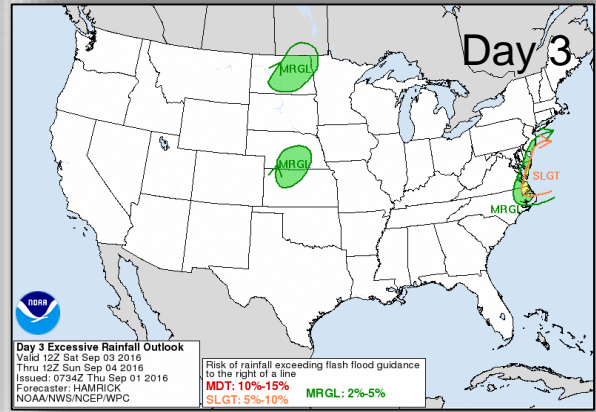 Day 3
MRGL
MRGL
SLGT
MRGL
NOAA
Day 3 Excessive Rainfall Outlook
Valid 12Z Sat Sep 03 2016
Thru 12Z Sun Sep 04 2016
Issued: 0734Z Thu Sep 01 2016
Forecaster: HAMRICK
NOAA/NWS/NCEP/WPC
Risk of rainfall exceeding flash flood guidance
to the right of a line
MDT: 10%-15%
SLGT: 5%-10%
MRGL: 2%-5%